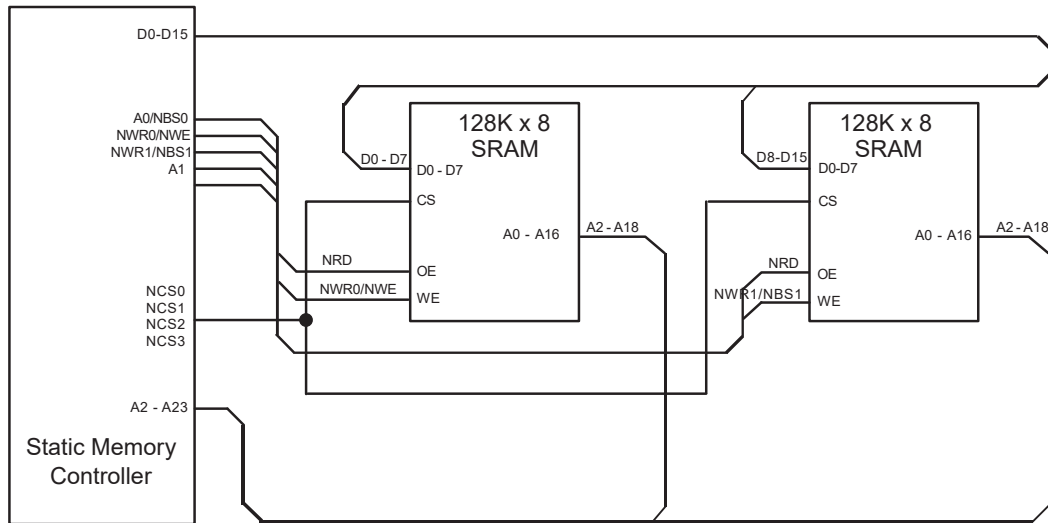 D0-D15
A0/NBS0
NWR0/NWE
NWR1/NBS1
A1
NCS0
NCS1
NCS2
NCS3
A2 - A23
Static Memory
Controller
128K x 8
SRAM
D0 - D7
D0 - D7
CS
A0 - A16
A2 - A18
NRD
OE
NWR0/NWE
WE
128K x 8
SRAM
D8-D15
D0-D7
CS
A0 - A16
A2 - A18
NRD
OE
NWR1/NBS1
WE